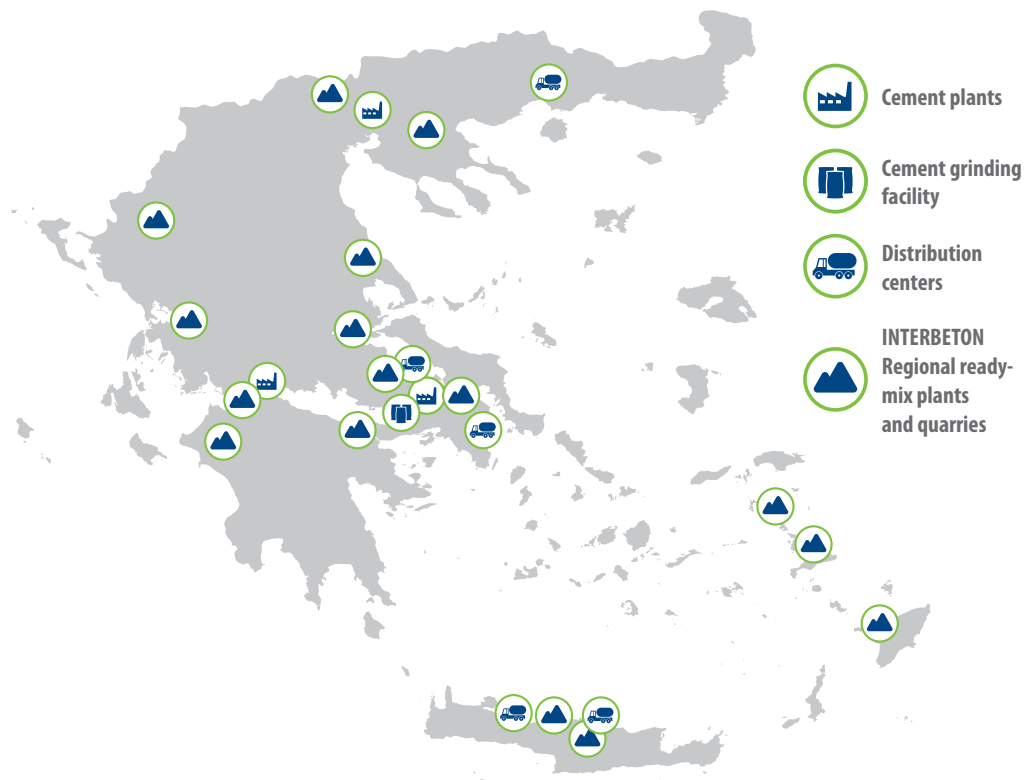 Cement plants
Cement grinding
facility
Distribution
centers
INTERBETON
Regional ready-
mix plants
and quarries